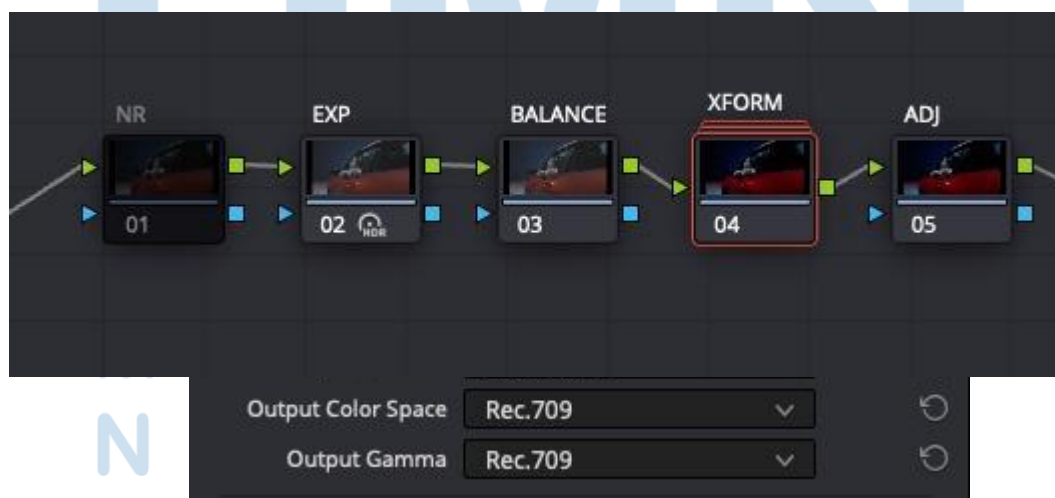 NR EXP BALANCE XFORM ADJ
01 02 HDR 03 04 05
Output Color Space Rec.709
Output Gamma Rec.709
N